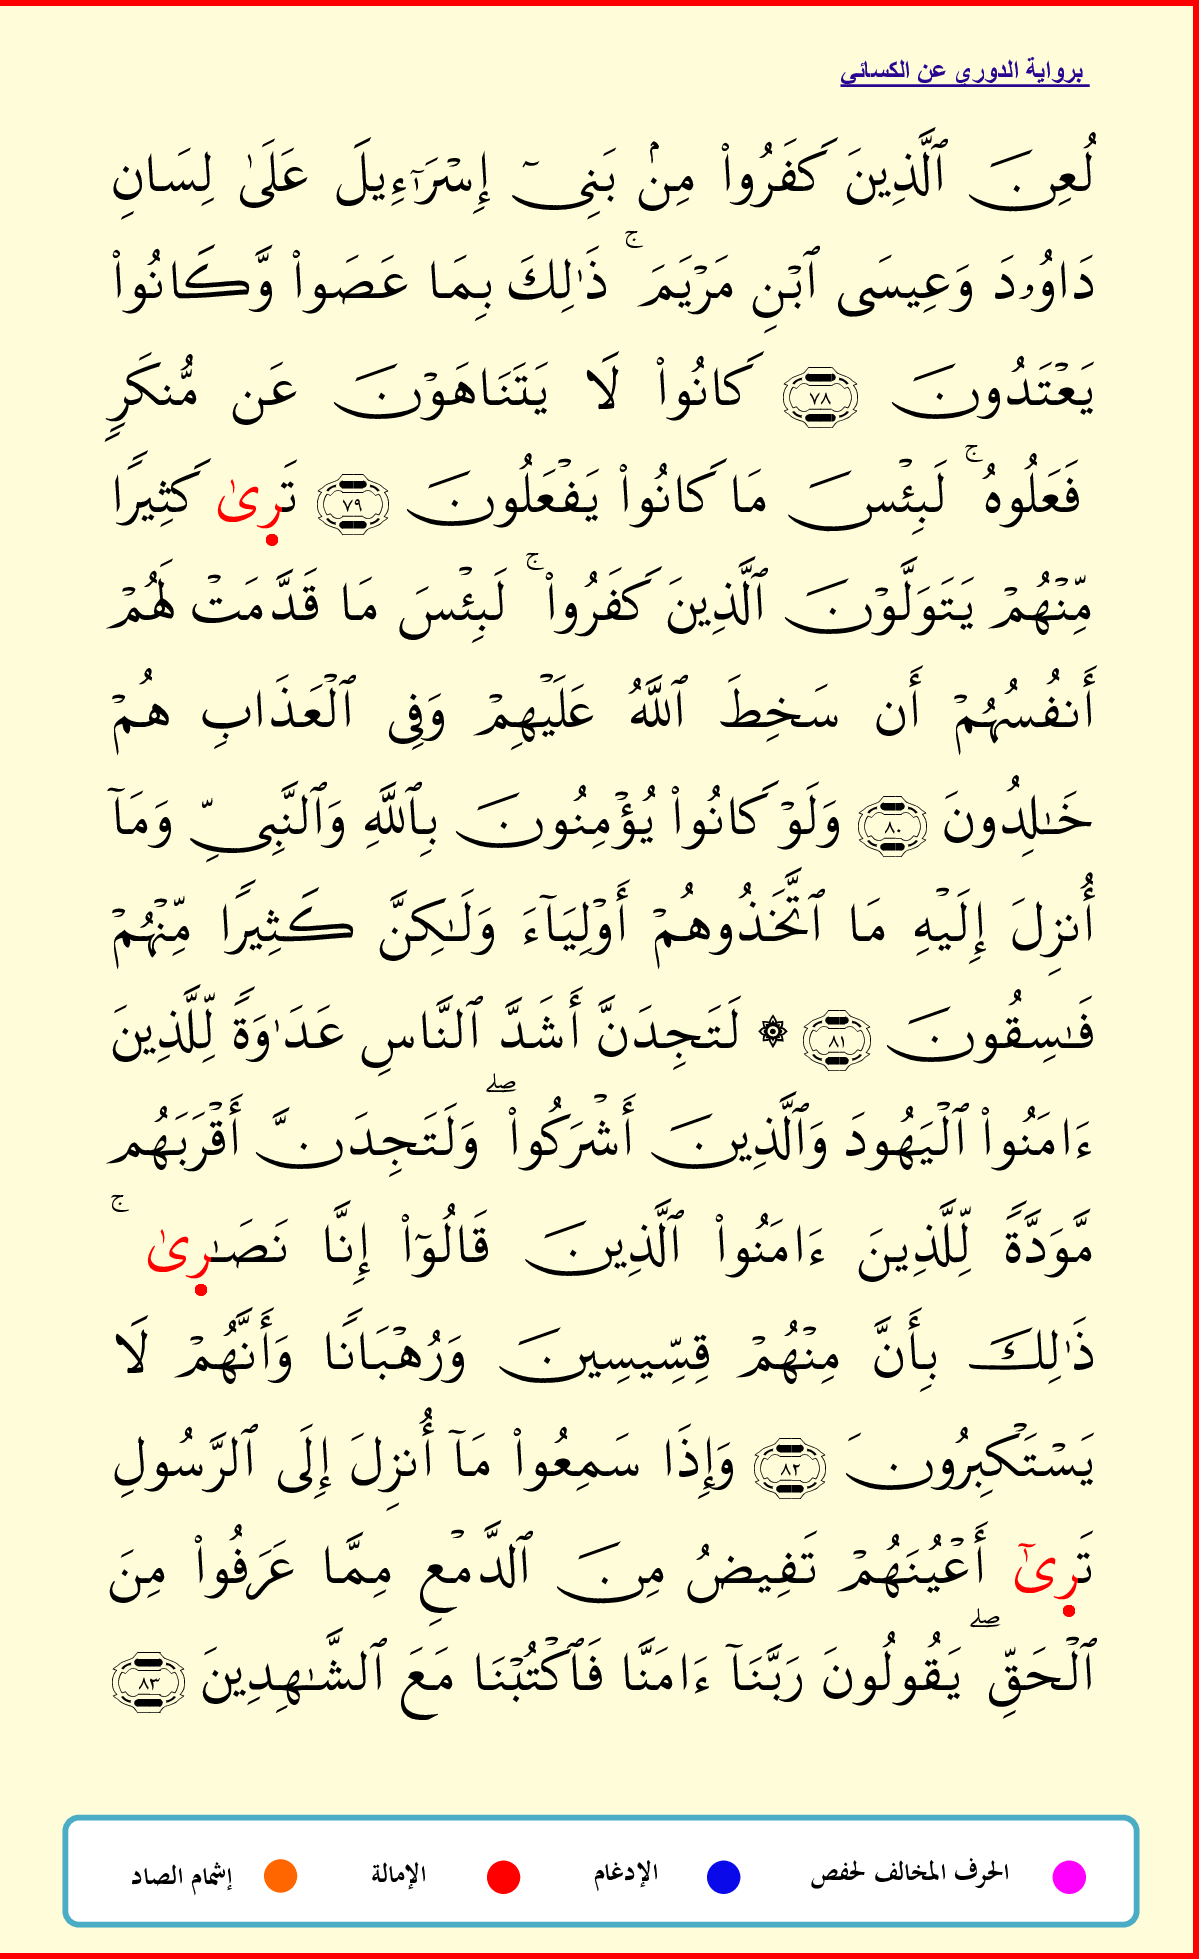 برواية الدوري عن الكسائي
لُعِنَ ٱلَّذِينَ كَفَرُوا۟ مِنۢ بَنِىٓ إِسْرَٰٓءِيلَ عَلَىٰ لِسَانِ
دَاوُۥدَ وَعِيسَى ٱبْنِ مَرْيَمَ ۚ ذَٰلِكَ بِمَا عَصَوا۟ وَّكَانُوا۟
يَعْتَدُونَ ٧٨ كَانُوا۟ لَا يَتَنَاهَوْنَ عَن مُّنكَرٍ
فَعَلُوهُ ۚ لَبِئْسَ مَا كَانُوا۟ يَفْعَلُونَ ٧٩ تَرِىٰ كَثِيرًا
مِّنْهُمْ يَتَوَلَّوْنَ ٱلَّذِينَ كَفَرُوا۟ ۚ لَبِئْسَ مَا قَدَّمَتْ لَهُمْ
أَنفُسُهُمْ أَن سَخِطَ ٱللَّهُ عَلَيْهِمْ وَفِى ٱلْعَذَابِ هُمْ
خَـٰلِدُونَ ٨٠ وَلَوْ كَانُوا۟ يُؤْمِنُونَ بِٱللَّهِ وَٱلنَّبِىِّ وَمَآ
أُنزِلَ إِلَيْهِ مَا ٱتَّخَذُوهُمْ أَوْلِيَآءَ وَلَـٰكِنَّ كَثِيرًا مِّنْهُمْ
فَـٰسِقُونَ ٨١ ۞ لَتَجِدَنَّ أَشَدَّ ٱلنَّاسِ عَدَٰوَةً لِّلَّذِينَ
ءَامَنُوا۟ ٱلْيَهُودَ وَٱلَّذِينَ أَشْرَكُوا۟ ۖ وَلَتَجِدَنَّ أَقْرَبَهُم
مَّوَدَّةً لِّلَّذِينَ ءَامَنُوا۟ ٱلَّذِينَ قَالُوٓا۟ إِنَّا نَصَـٰرِىٰ ۚ
ذَٰلِكَ بِأَنَّ مِنْهُمْ قِسِّيسِينَ وَرُهْبَانًا وَأَنَّهُمْ لَا
يَسْتَكْبِرُونَ ٨٢ وَإِذَا سَمِعُوا۟ مَآ أُنزِلَ إِلَى ٱلرَّسُولِ
تَرِىٓ أَعْيُنَهُمْ تَفِيضُ مِنَ ٱلدَّمْعِ مِمَّا عَرَفُوا۟ مِنَ
ٱلْحَقِّ ۖ يَقُولُونَ رَبَّنَآ ءَامَنَّا فَٱكْتُبْنَا مَعَ ٱلشَّـٰهِدِينَ ٨٣
الحرف المخالف لحفص الإدغام الإمالة إشمام الصاد